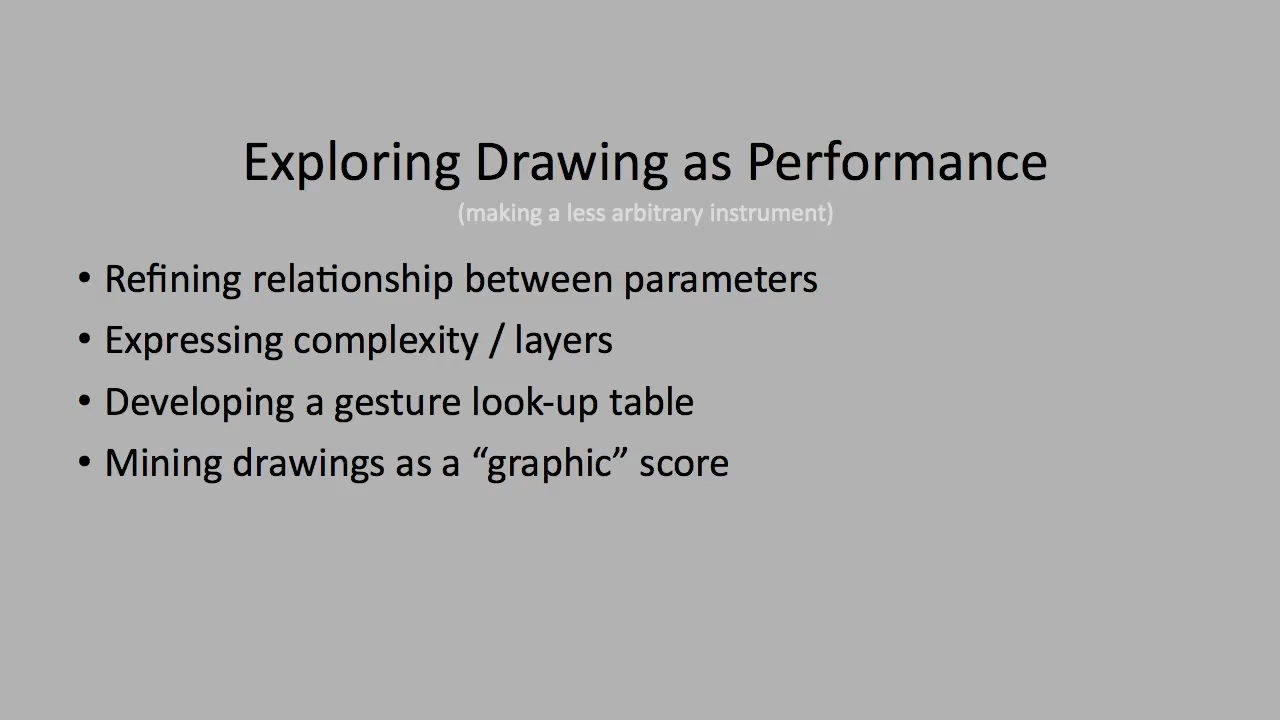 Exploring Drawing as Performance
(making a less arbitrary instrument)
• Refining relationship between parameters
• Expressing complexity / layers
• Developing a gesture look-up table
• Mining drawings as a “graphic” score